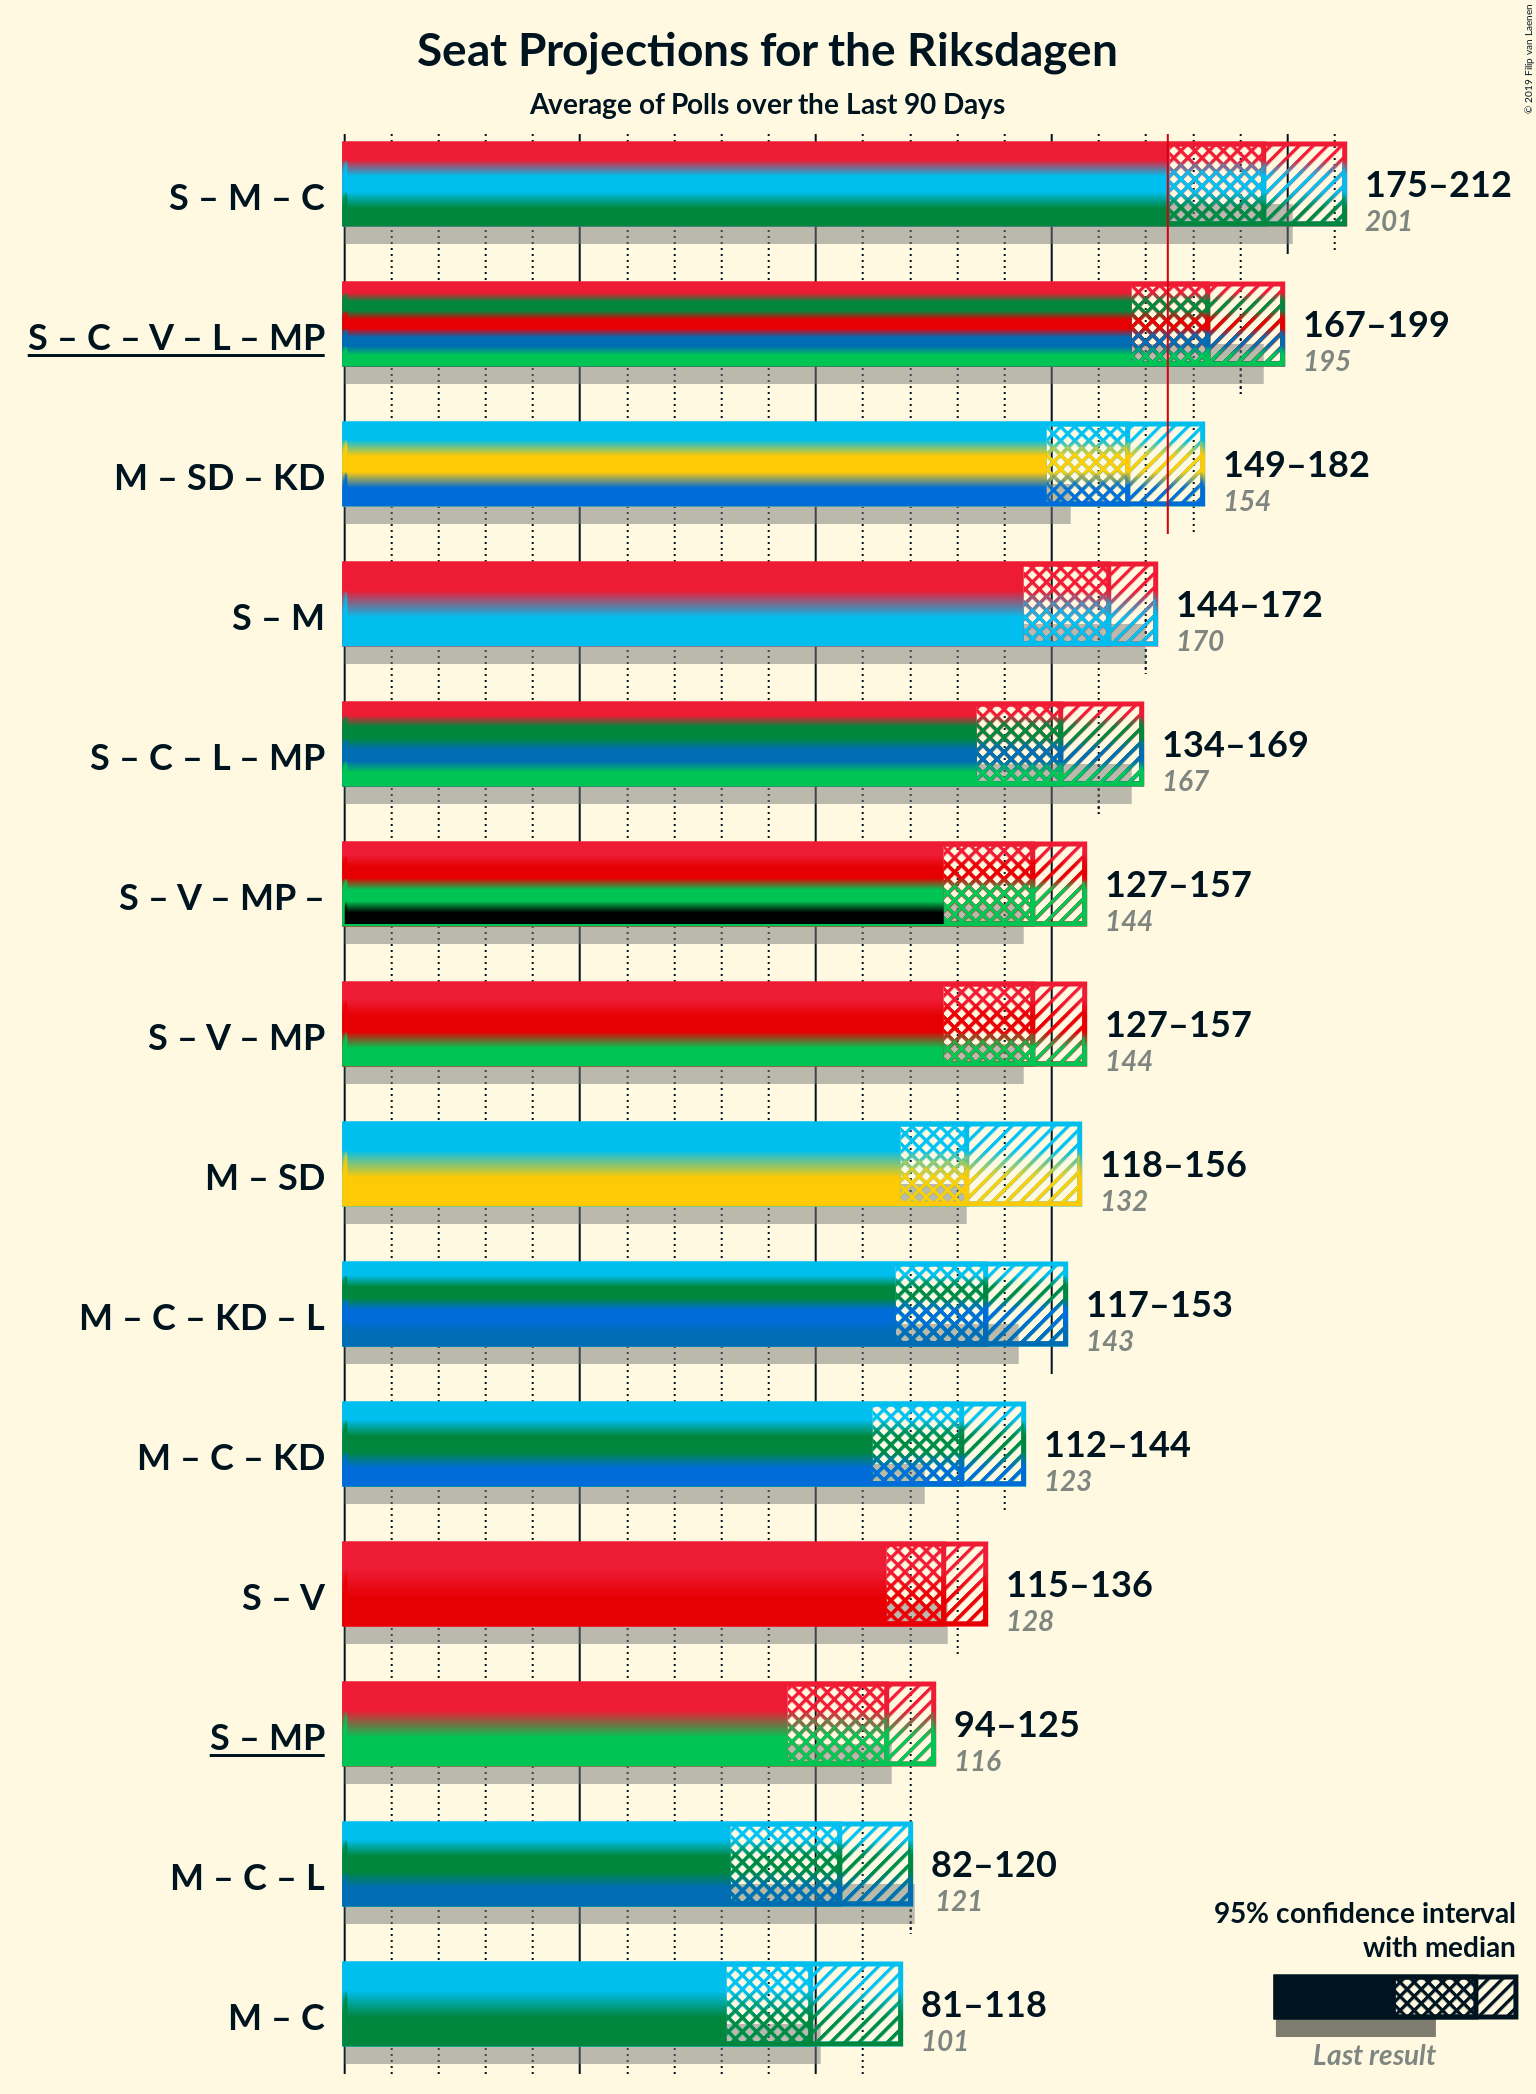 Seat Projections for the Riksdagen
Average of Polls over the Last 90 Days
© 2019 Filip van Laenen
S – M – C
175–212
201
S – C – V – L – MP
167–199
195
M – SD – KD
149–182
154
S – M
144–172
170
S – C – L – MP
134–169
167
S – V – MP –
127–157
144
S – V – MP
127–157
144
M – SD
118–156
132
M – C – KD – L
117–153
143
M – C – KD
112–144
123
S – V
115–136
128
S – MP
94–125
116
M – C – L
82–120
121
M – C
81–118
101
95% confidence interval
with median
Last result